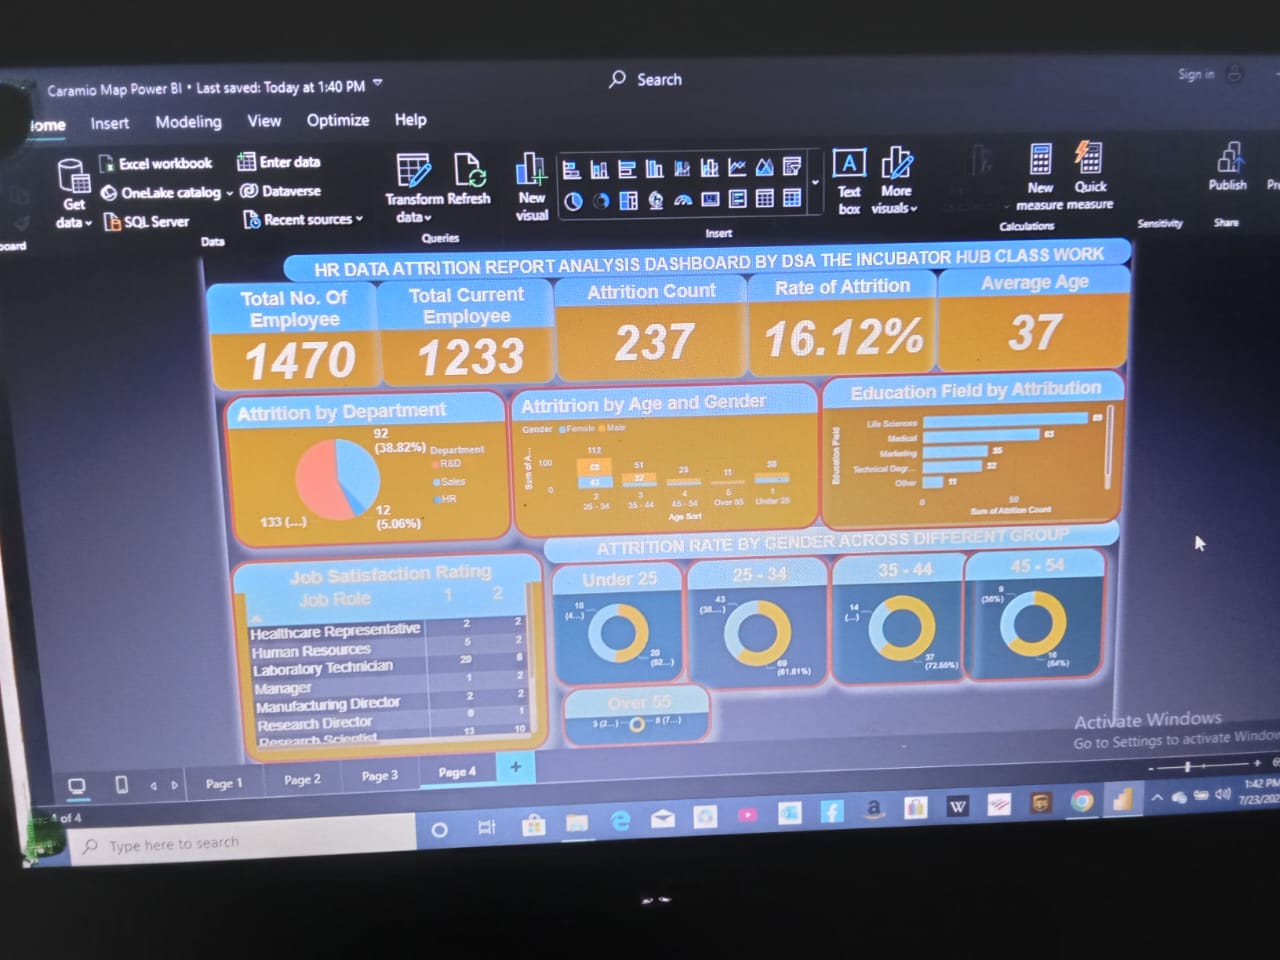 Caramio Map Power BI • Last saved: Today at 1:40 PM
Search
Sign in
Home Insert Modeling View Optimize Help
Get data
Excel workbook
OneLake catalog
SQL Server
Enter data
Dataverse
Recent sources
Data
Transform data
Refresh
Queries
New visual
Insert
A
Text box
More visuals
New measure
Quick measure
Calculations
Sensitivity
Publish
Share
HR DATA ATTRITION REPORT ANALYSIS DASHBOARD BY DSA THE INCUBATOR HUB CLASS WORK
Total No. Of Employee
1470
Total Current Employee
1233
Attrition Count
237
Rate of Attrition
16.12%
Average Age
37
Attrition by Department
92
(38.82%)
12
(5.06%)
133 (...)
Department
R&D
Sales
HR
Attritrion by Age and Gender
Gender Female Male
Sum of A...
100
0
112
69
43
51
37
25
11
38
2 3 4 5 1
25 - 34 35 - 44 45 - 54 Over 55 Under 25
Age Sort
Education Field by Attribution
Education Field
Life Sciences 89
Medical 63
Marketing 35
Technical Degr... 32
Other 11
0 50
Sum of Attrition Count
ATTRITION RATE BY GENDER ACROSS DIFFERENT GROUP
Job Satisfaction Rating
Job Role 1 2
Healthcare Representative 2 2
Human Resources 5 2
Laboratory Technician 20 8
Manager 1 2
Manufacturing Director 2 2
Research Director 0 1
Research Scientist 13 10
Under 25
18
(4...)
20
(52...)
25 - 34
43
(38....)
69
(61.61%)
35 - 44
14
(...)
37
(72.55%)
45 - 54
9
(36%)
16
(64%)
Over 55
3 (2...)
8 (7...)
Activate Windows
Go to Settings to activate Window
Page 1 Page 2 Page 3 Page 4 +
4 of 4
Type here to search
1:42 PM
7/23/202